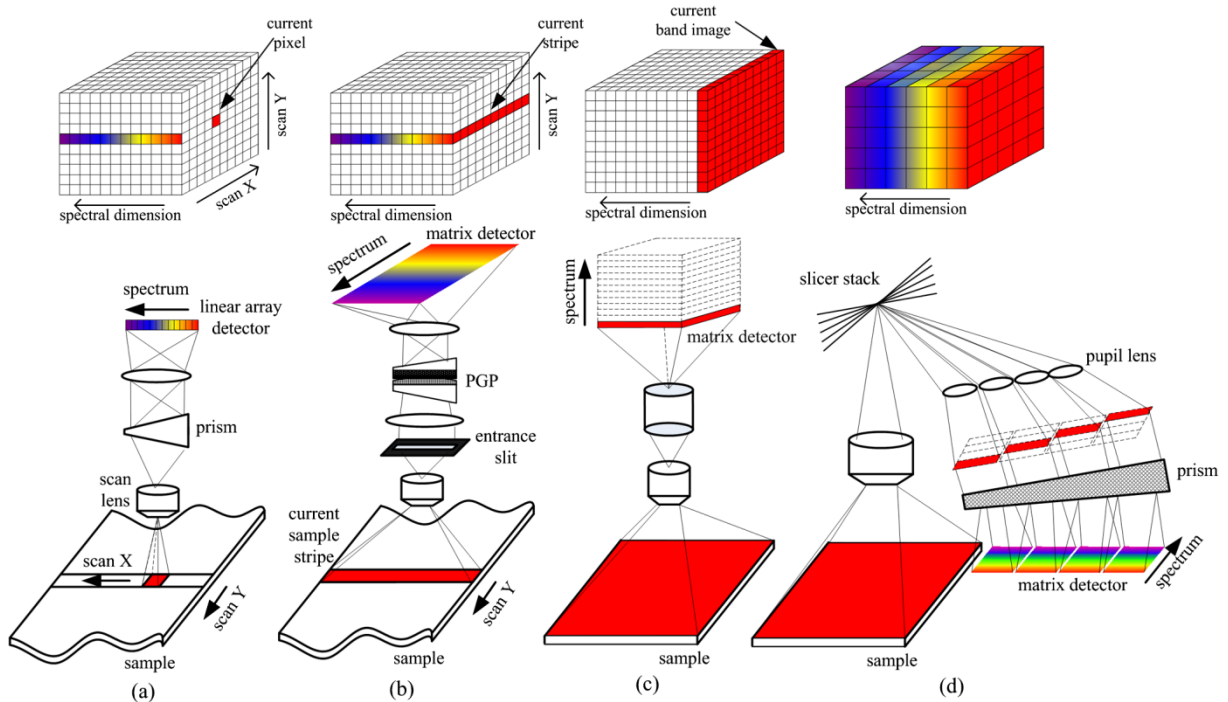 current
pixel
scan Y
scan X
spectral dimension
spectrum
linear array
detector
prism
scan
lens
scan X
scan Y
sample
(a)
current
stripe
scan Y
spectral dimension
matrix detector
spectrum
PGP
entrance
slit
current
sample
stripe
scan Y
sample
(b)
current
band image
spectral dimension
spectrum
matrix detector
sample
(c)
spectral dimension
slicer stack
pupil lens
prism
matrix detector
spectrum
sample
(d)